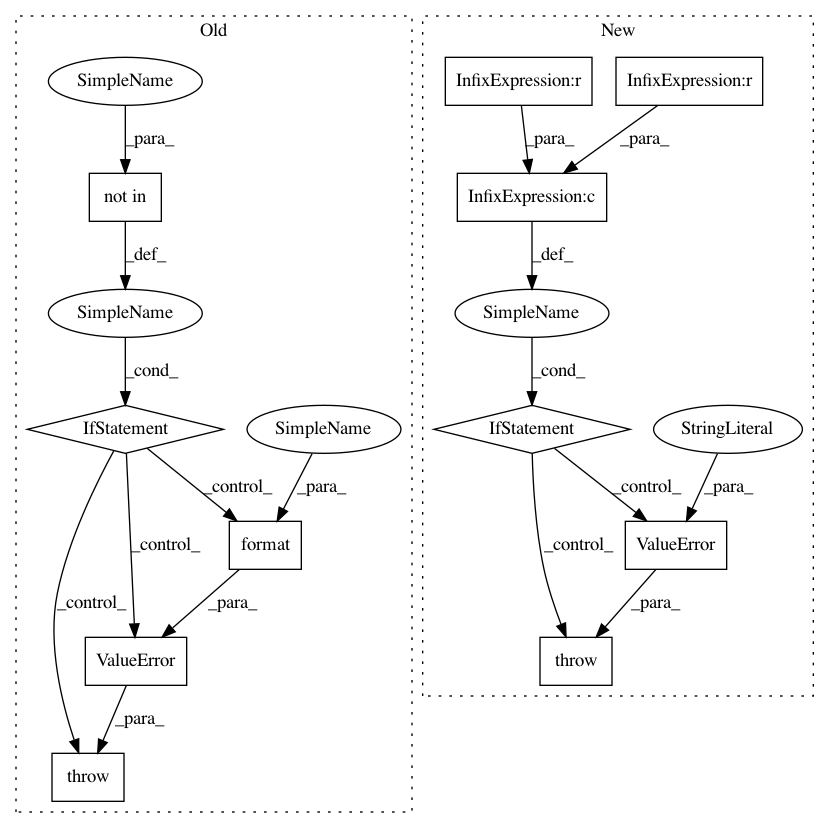 Old
New
SimpleName
InfixExpression:r
InfixExpression:r
_para_
_para_
_para_
not in
InfixExpression:c
_def_
_def_
SimpleName
SimpleName
_cond_
_cond_
IfStatement
SimpleName
IfStatement
StringLiteral
_control_
_para_
_control_
_para_
_control_
format
_control_
ValueError
_control_
_para_
_para_
ValueError
throw
_para_
throw